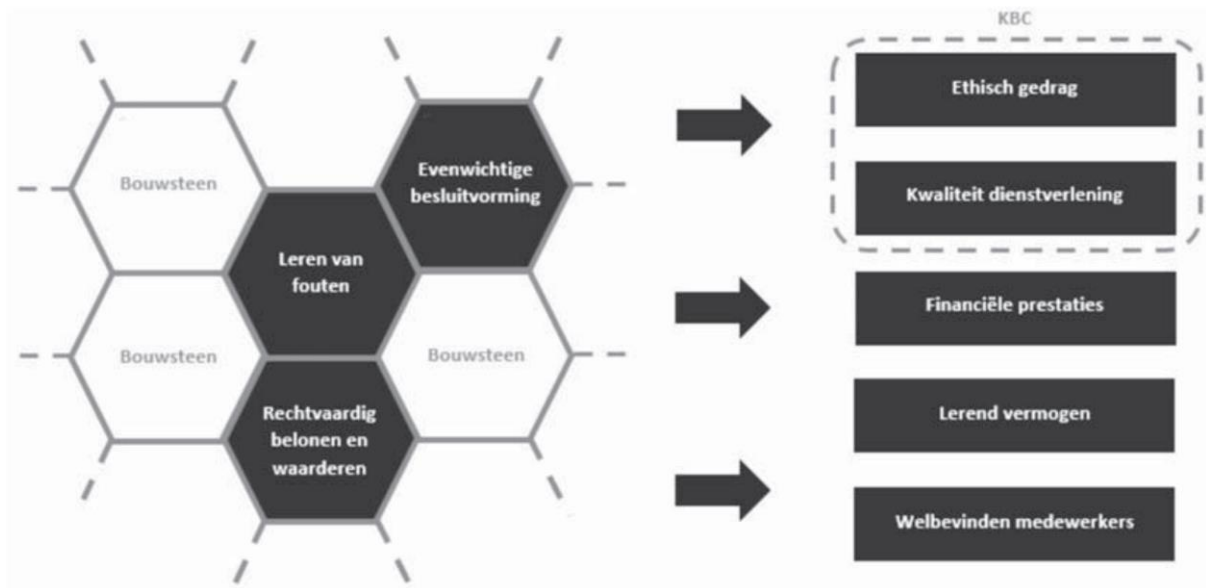 KBC
Bouwsteen
Evenwichtige
besluitvorming
Leren van
fouten
Bouwsteen
Bouwsteen
Rechtvaardig
belonen en
waarderen
Ethisch gedrag
Kwaliteit dienstverlening
Financiële prestaties
Lerend vermogen
Welbevinden medewerkers